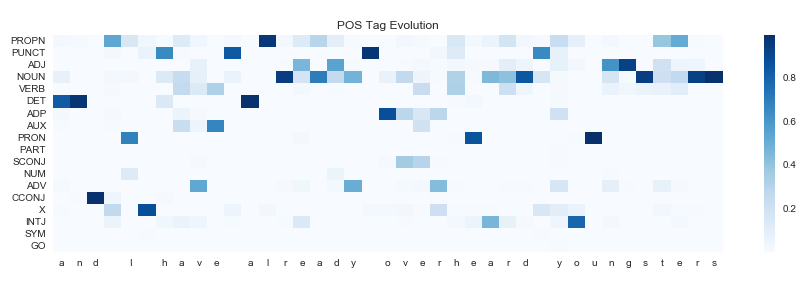 POS Tag Evolution
PROPN
PUNCT
ADJ
NOUN
VERB
DET
ADP
AUX
PRON
PART
SCONJ
NUM
ADV
CCONJ
X
INTJ
SYM
GO
a n d I h a v e a l r e a d y o v e r h e a r d y o u n g s t e r s
0.8
0.6
0.4
0.2